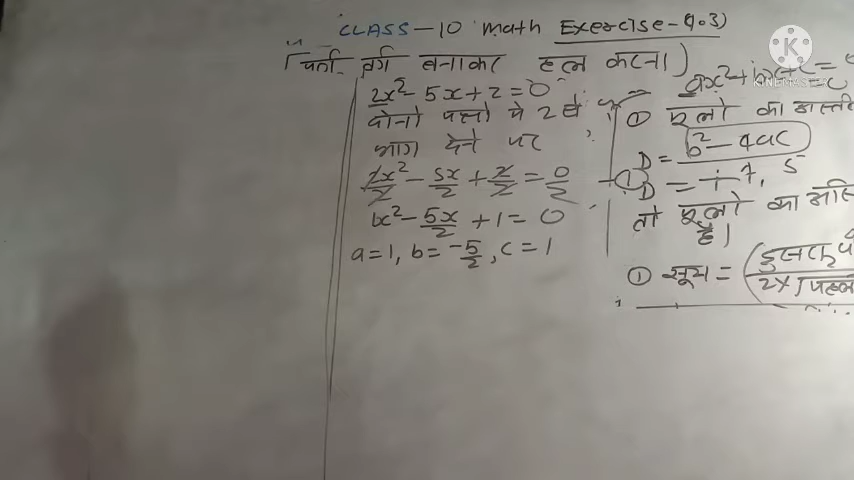 CLASS-10 math Exercise-4.3)
वर्ग बनाकर हल करना)
2x² - 5x + 2 = 0
दोनो पक्षो मे 2 से
भाग देने पर
2x²/2 - 5x/2 + 2/2 = 0/2 -①
x² - 5x/2 + 1 = 0
a=1, b=-5/2, c=1
ax²+bx+c=0
① मूलो का
D = b² - 4ac
D = +7, 5
तो मूलो का
है।
① सूत्र =
K
KINEMASTER